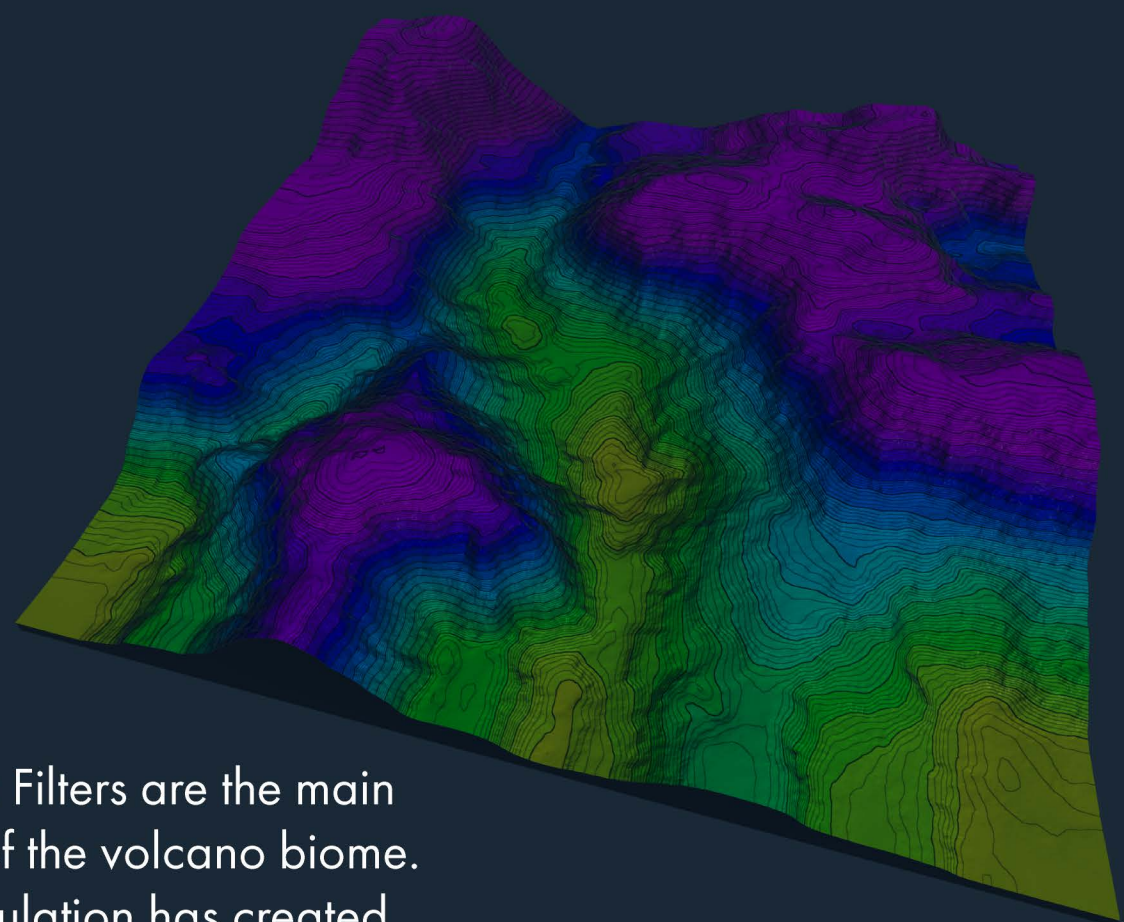 Filters are the main
f the volcano biome.
ulation has created